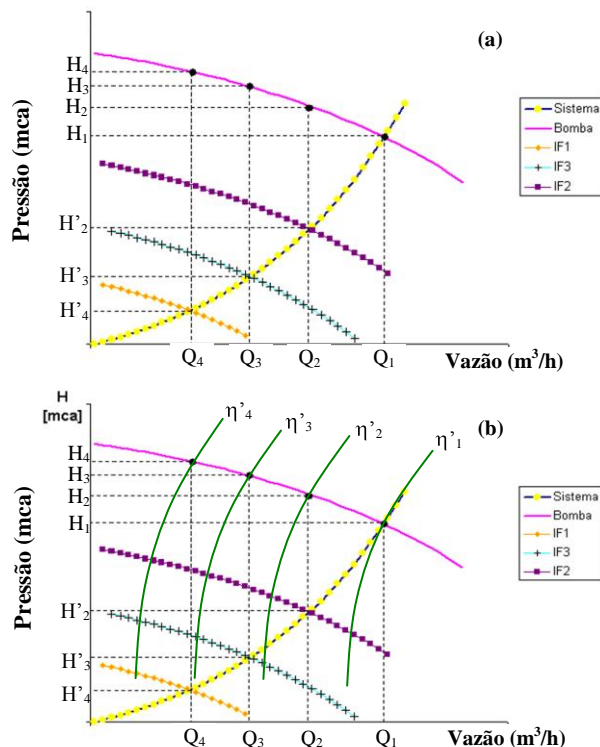 (a)
Pressão (mca)
H4
H3
H2
H1
H'2
H'3
H'4
Q4
Q3
Q2
Q1
Vazão (m³/h)
Sistema
Bomba
IF1
IF3
IF2
H
[mca]
(b)
Pressão (mca)
η'4
η'3
η'2
η'1
H4
H3
H2
H1
H'2
H'3
H'4
Q4
Q3
Q2
Q1
Vazão (m³/h)
Sistema
Bomba
IF1
IF3
IF2